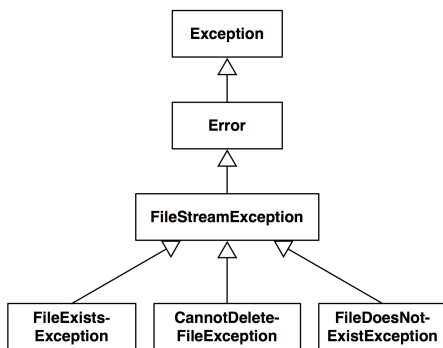 Exception
Error
FileStreamException
FileExists-
Exception
CannotDelete-
FileException
FileDoesNot-
ExistException